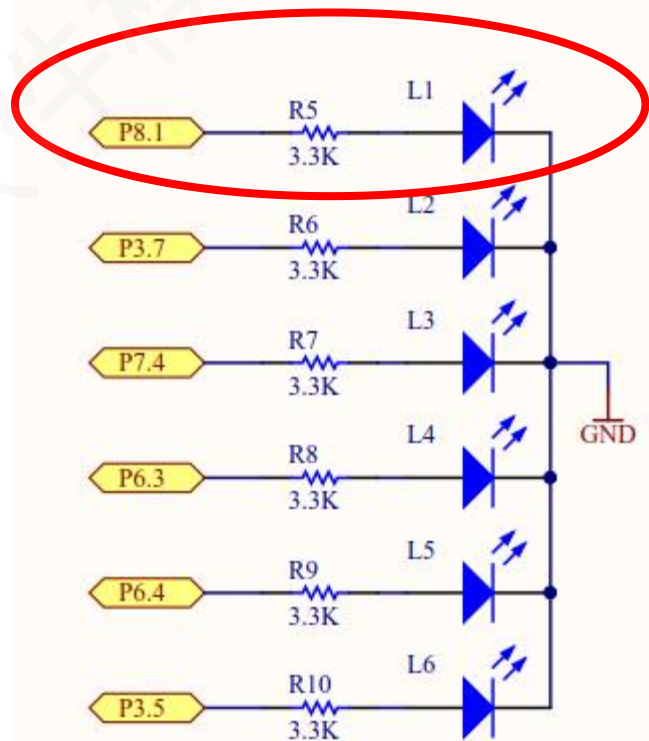 P8.1 R5 3.3K L1
P3.7 R6 3.3K L2
P7.4 R7 3.3K L3
GND
P6.3 R8 3.3K L4
P6.4 R9 3.3K L5
P3.5 R10 3.3K L6